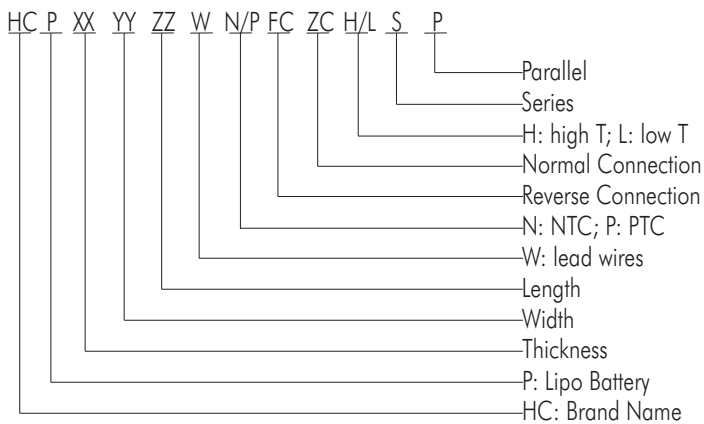 HC P XX YY ZZ W N/P FC ZC H/L S P
Parallel
Series
H: high T; L: low T
Normal Connection
Reverse Connection
N: NTC; P: PTC
W: lead wires
Length
Width
Thickness
P: Lipo Battery
HC: Brand Name